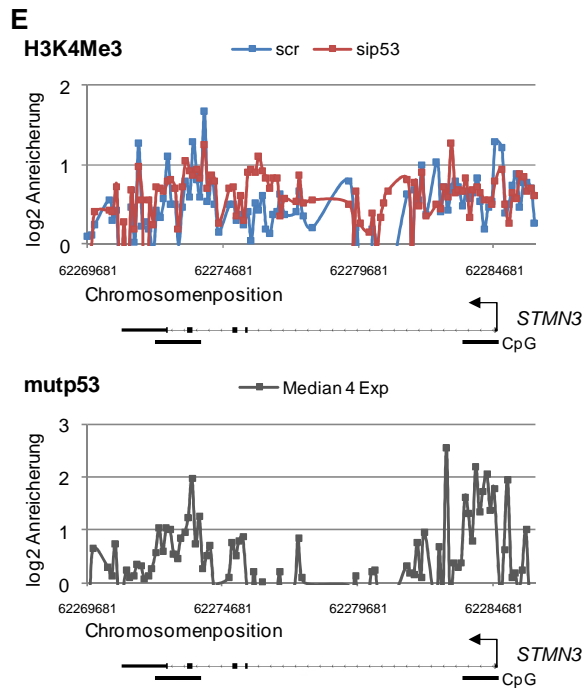 E
H3K4Me3
scr sip53
log2 Anreicherung
2
1
0
62269681 62274681 62279681 62284681
Chromosomenposition
STMN3
CpG
mutp53
Median 4 Exp
log2 Anreicherung
3
2
1
0
62269681 62274681 62279681 62284681
Chromosomenposition
STMN3
CpG